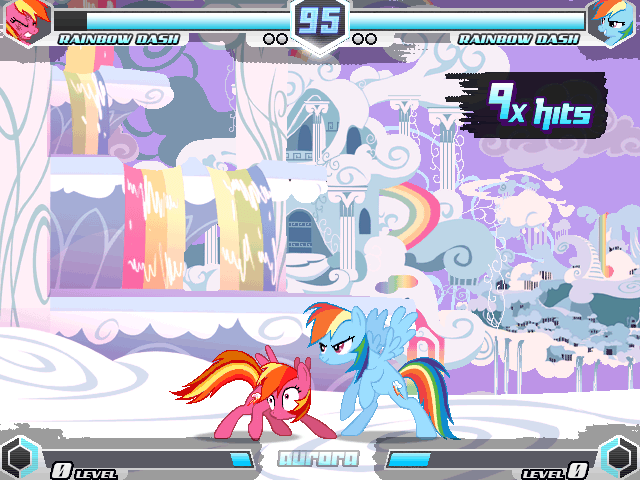 95
RAINBOW DASH
RAINBOW DASH
9x hits
0 LEVEL
aurora
LEVEL 0